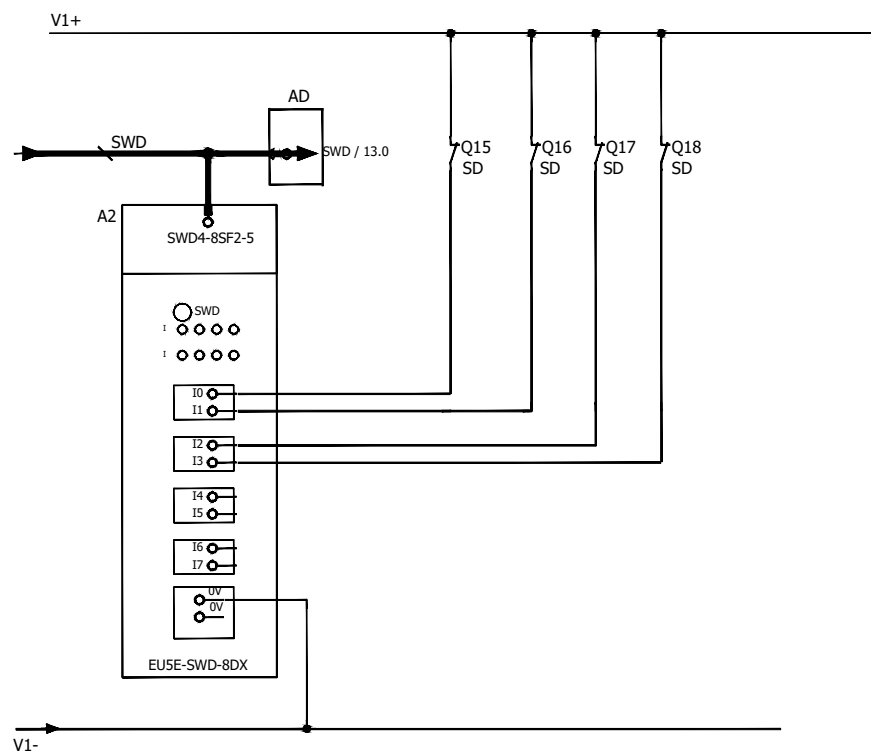 V1+
AD
SWD
SWD / 13.0
Q15
SD
Q16
SD
Q17
SD
Q18
SD
A2
SWD4-8SF2-5
SWD
I
I
I0
I1
I2
I3
I4
I5
I6
I7
0V
0V
EU5E-SWD-8DX
V1-